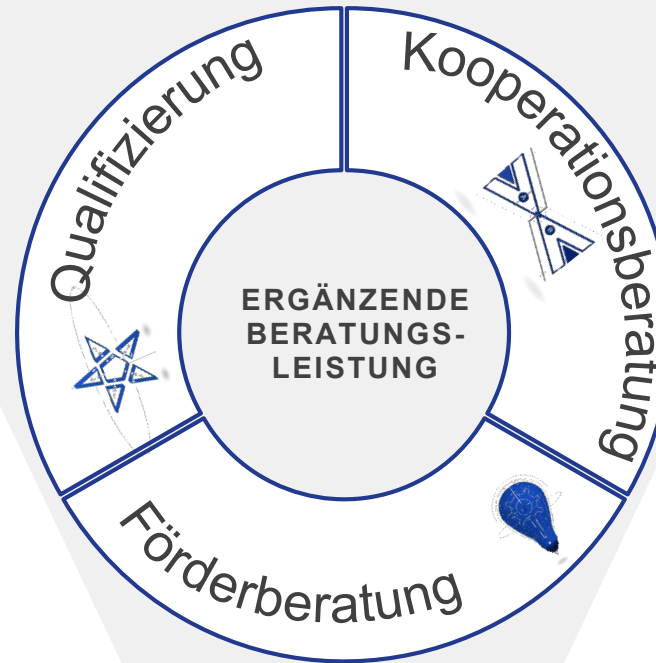 Qualifizierung
Kooperationsberatung
ERGÄNZENDE
BERATUNGS-
LEISTUNG
Förderberatung